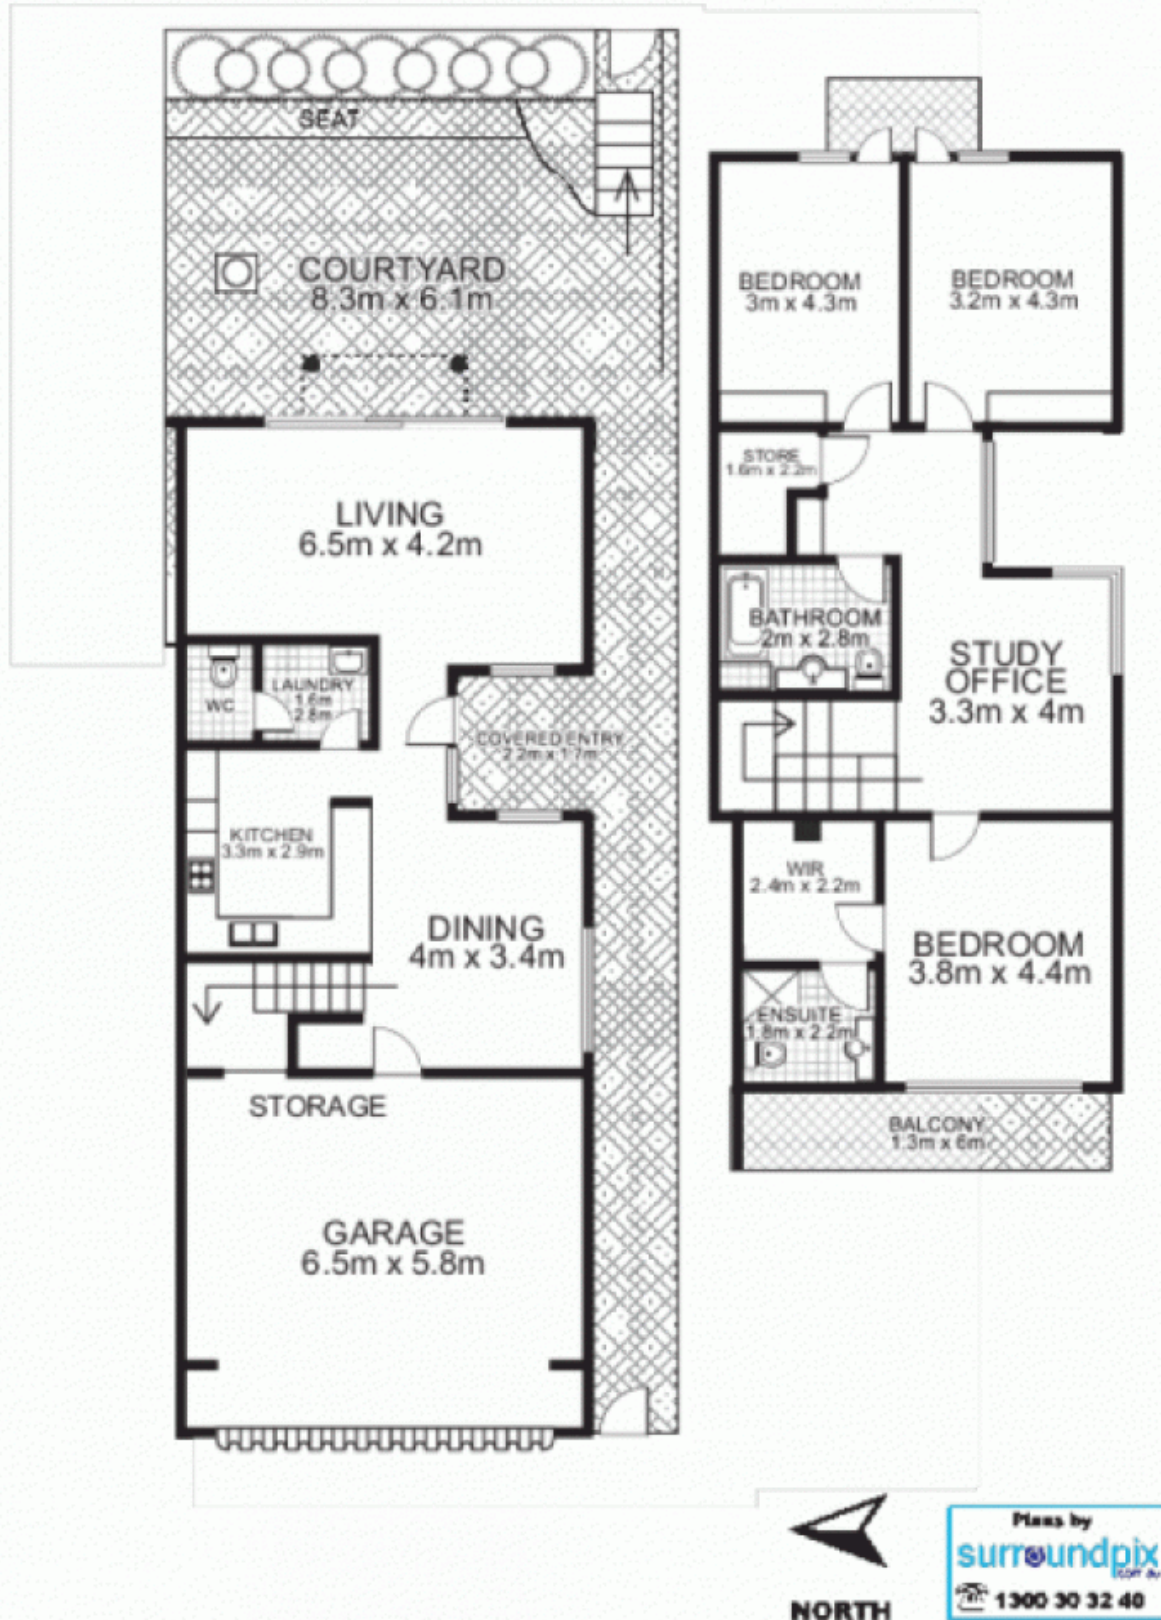 SEAT
COURTYARD
8.3m x 6.1m
LIVING
6.5m x 4.2m
WC
LAUNDRY
1.6m
2.8m
COVERED ENTRY
2.2m x 1.7m
KITCHEN
3.3m x 2.9m
DINING
4m x 3.4m
STORAGE
GARAGE
6.5m x 5.8m
BEDROOM
3m x 4.3m
BEDROOM
3.2m x 4.3m
STORE
1.6m x 2.2m
BATHROOM
2m x 2.8m
STUDY
OFFICE
3.3m x 4m
WIR
2.4m x 2.2m
BEDROOM
3.8m x 4.4m
ENSUITE
1.8m x 2.2m
BALCONY
1.3m x 6m
NORTH
Plans by
surroundpix
.com.au
1300 30 32 40